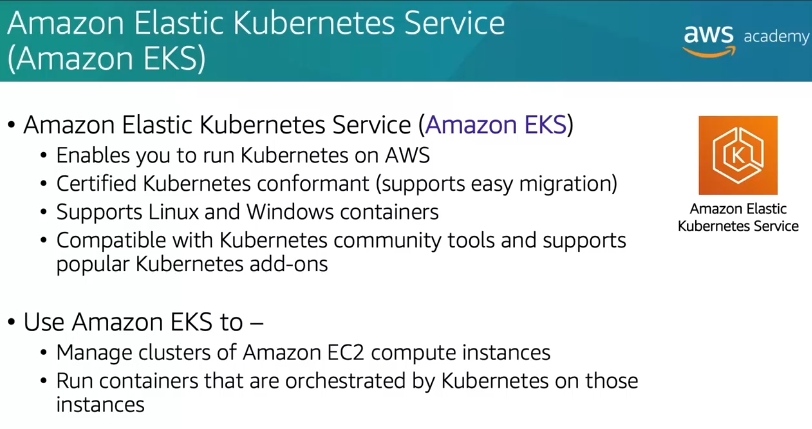 Amazon Elastic Kubernetes Service
(Amazon EKS)
aws academy
• Amazon Elastic Kubernetes Service (Amazon EKS)
• Enables you to run Kubernetes on AWS
• Certified Kubernetes conformant (supports easy migration)
• Supports Linux and Windows containers
• Compatible with Kubernetes community tools and supports
popular Kubernetes add-ons
K
Amazon Elastic
Kubernetes Service
• Use Amazon EKS to –
• Manage clusters of Amazon EC2 compute instances
• Run containers that are orchestrated by Kubernetes on those
instances